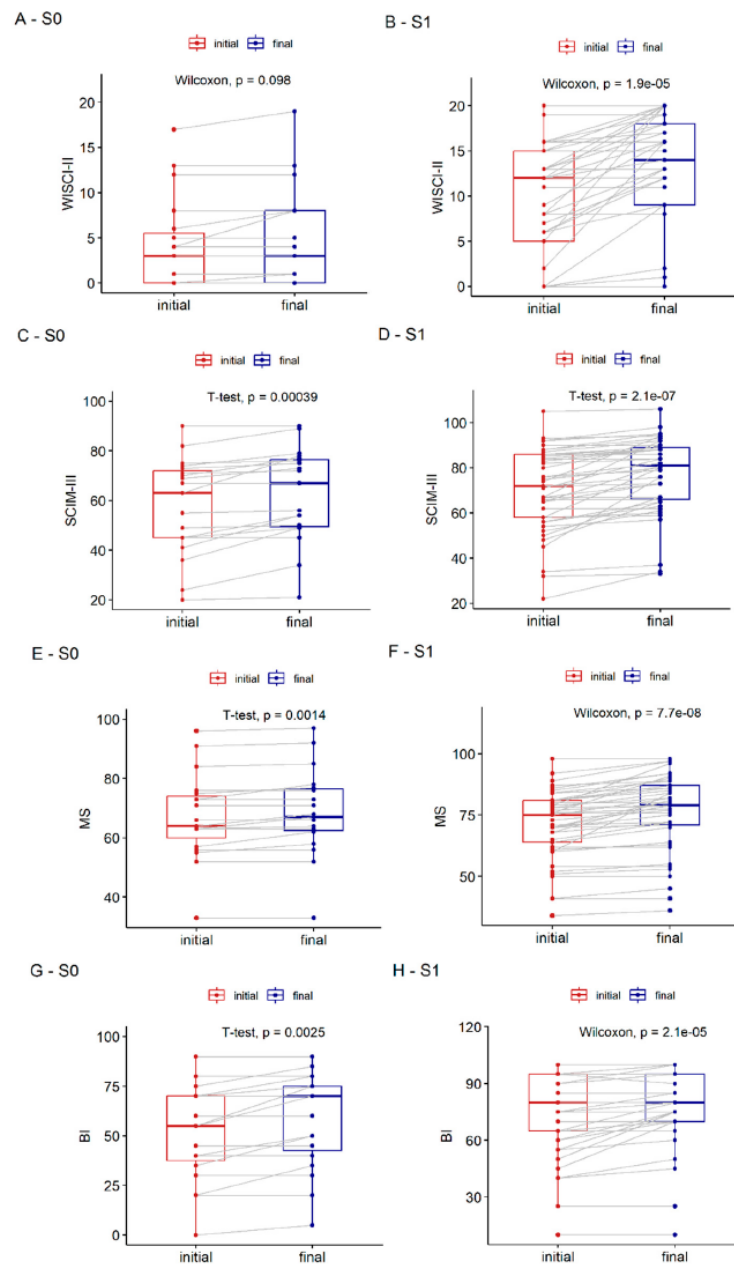 A - S0
initial final
Wilcoxon, p = 0.098
20
15
10
5
0
WISCI-II
initial final
B - S1
initial final
Wilcoxon, p = 1.9e-05
20
15
10
5
0
WISCI-II
initial final
C - S0
initial final
T-test, p = 0.00039
100
80
60
40
20
SCIM-III
initial final
D - S1
initial final
T-test, p = 2.1e-07
100
80
60
40
20
SCIM-III
initial final
E - S0
initial final
T-test, p = 0.0014
100
80
60
40
MS
initial final
F - S1
initial final
Wilcoxon, p = 7.7e-08
100
75
50
MS
initial final
G - S0
initial final
T-test, p = 0.0025
100
75
50
25
0
BI
initial final
H - S1
initial final
Wilcoxon, p = 2.1e-05
120
90
60
30
BI
initial final